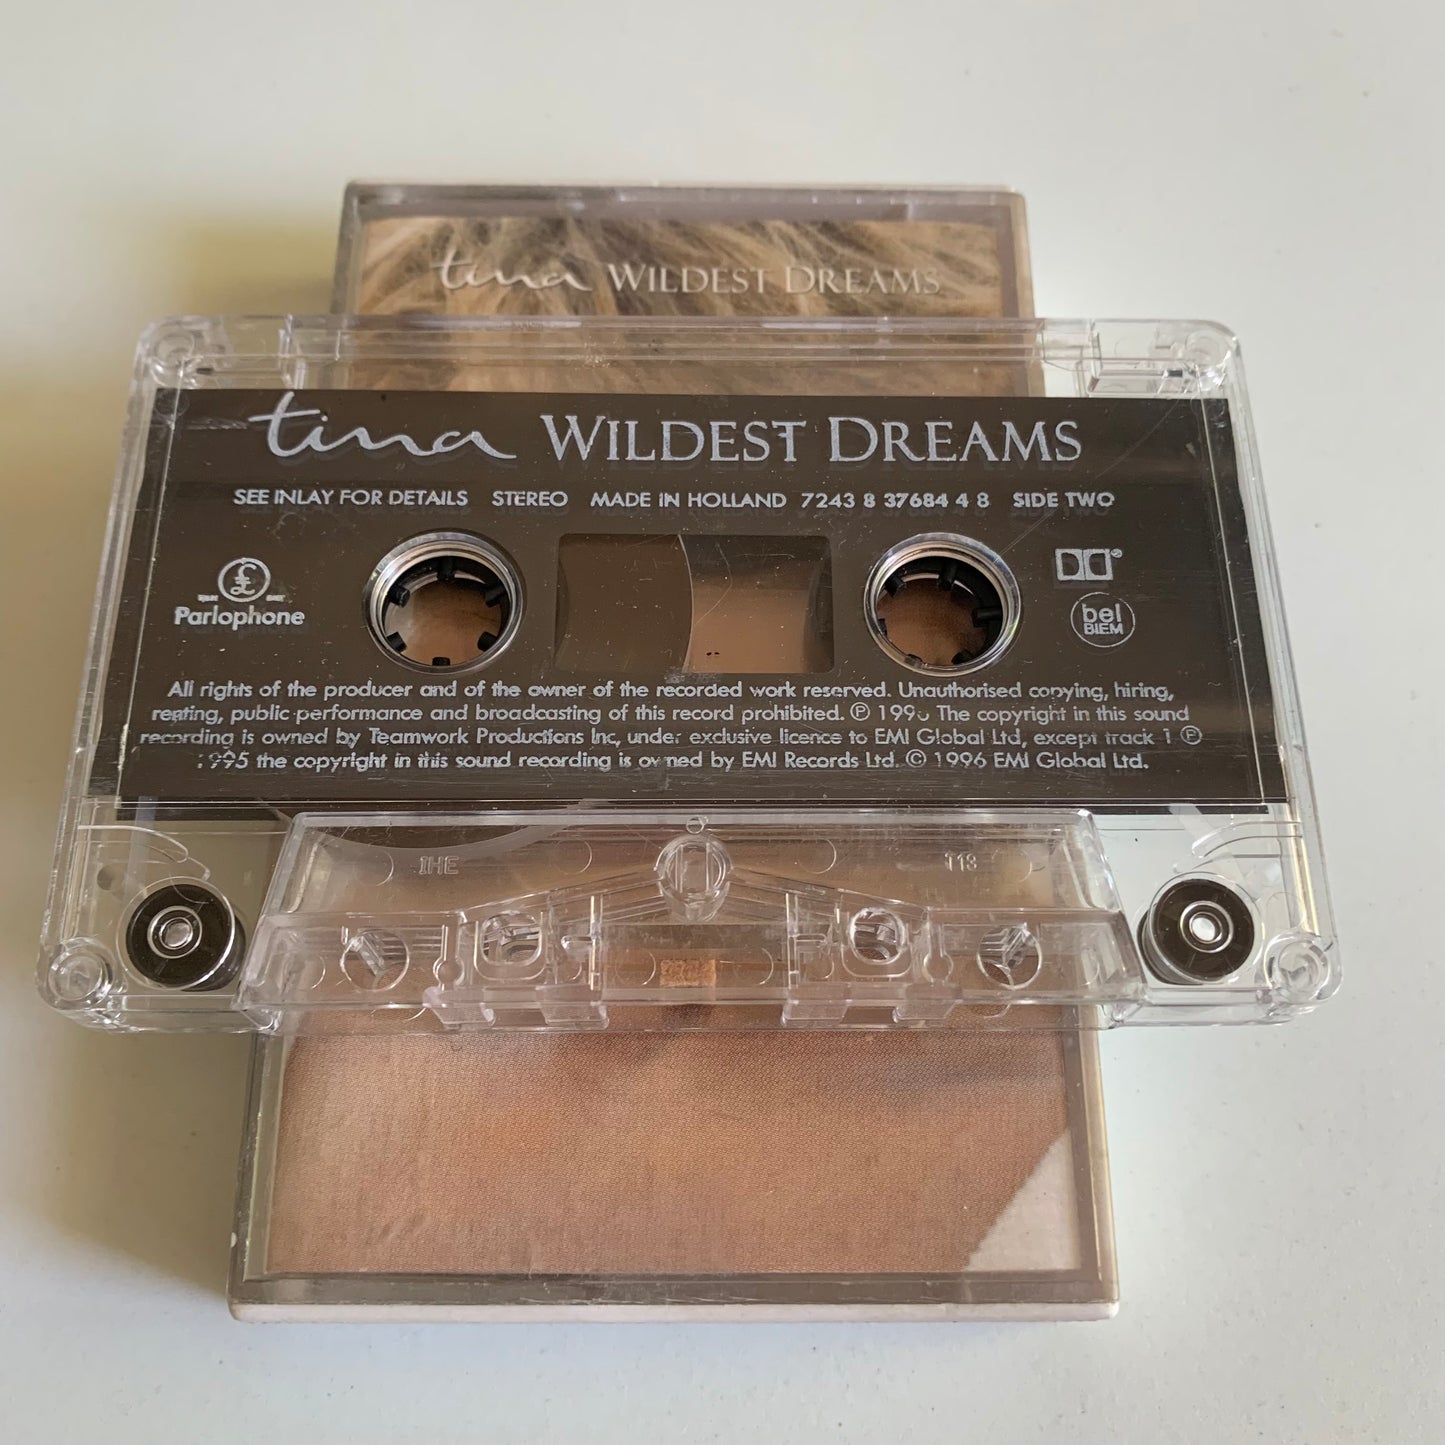 tina WILDEST DREAMS
tina WILDEST DREAMS
SEE INLAY FOR DETAILS STEREO MADE IN HOLLAND 7243 8 37684 4 8 SIDE TWO
£
Parlophone
bel
BIEM
All rights of the producer and of the owner of the recorded work reserved. Unauthorised copying, hiring,
renting, public performance and broadcasting of this record prohibited. ℗ 1996 The copyright in this sound
recording is owned by Teamwork Productions Inc, under exclusive licence to EMI Global Ltd, except track 1 ℗
1995 the copyright in this sound recording is owned by EMI Records Ltd. © 1996 EMI Global Ltd.
IHE T18